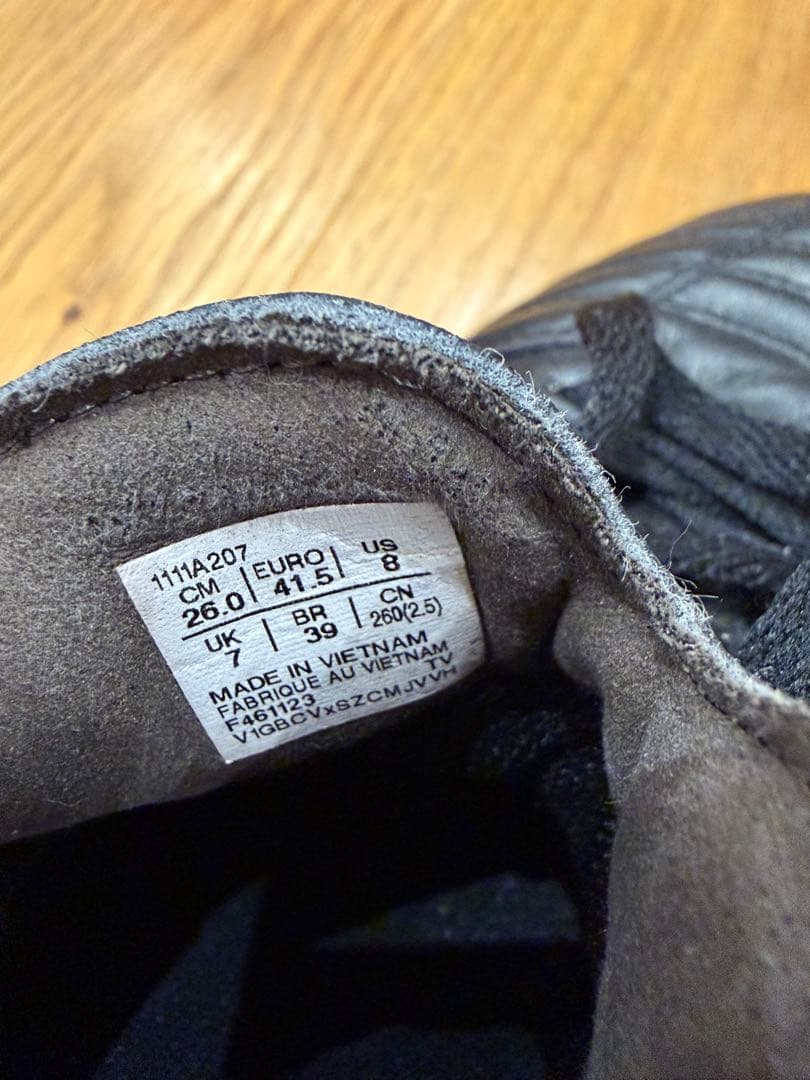 1111A207
CM | EURO | US
26.0 | 41.5 | 8
UK | BR | CN
7 | 39 | 260(2.5)
MADE IN VIETNAM
FABRIQUE AU VIETNAM
F461123 TV
V1GBCVxSZCMJVVH